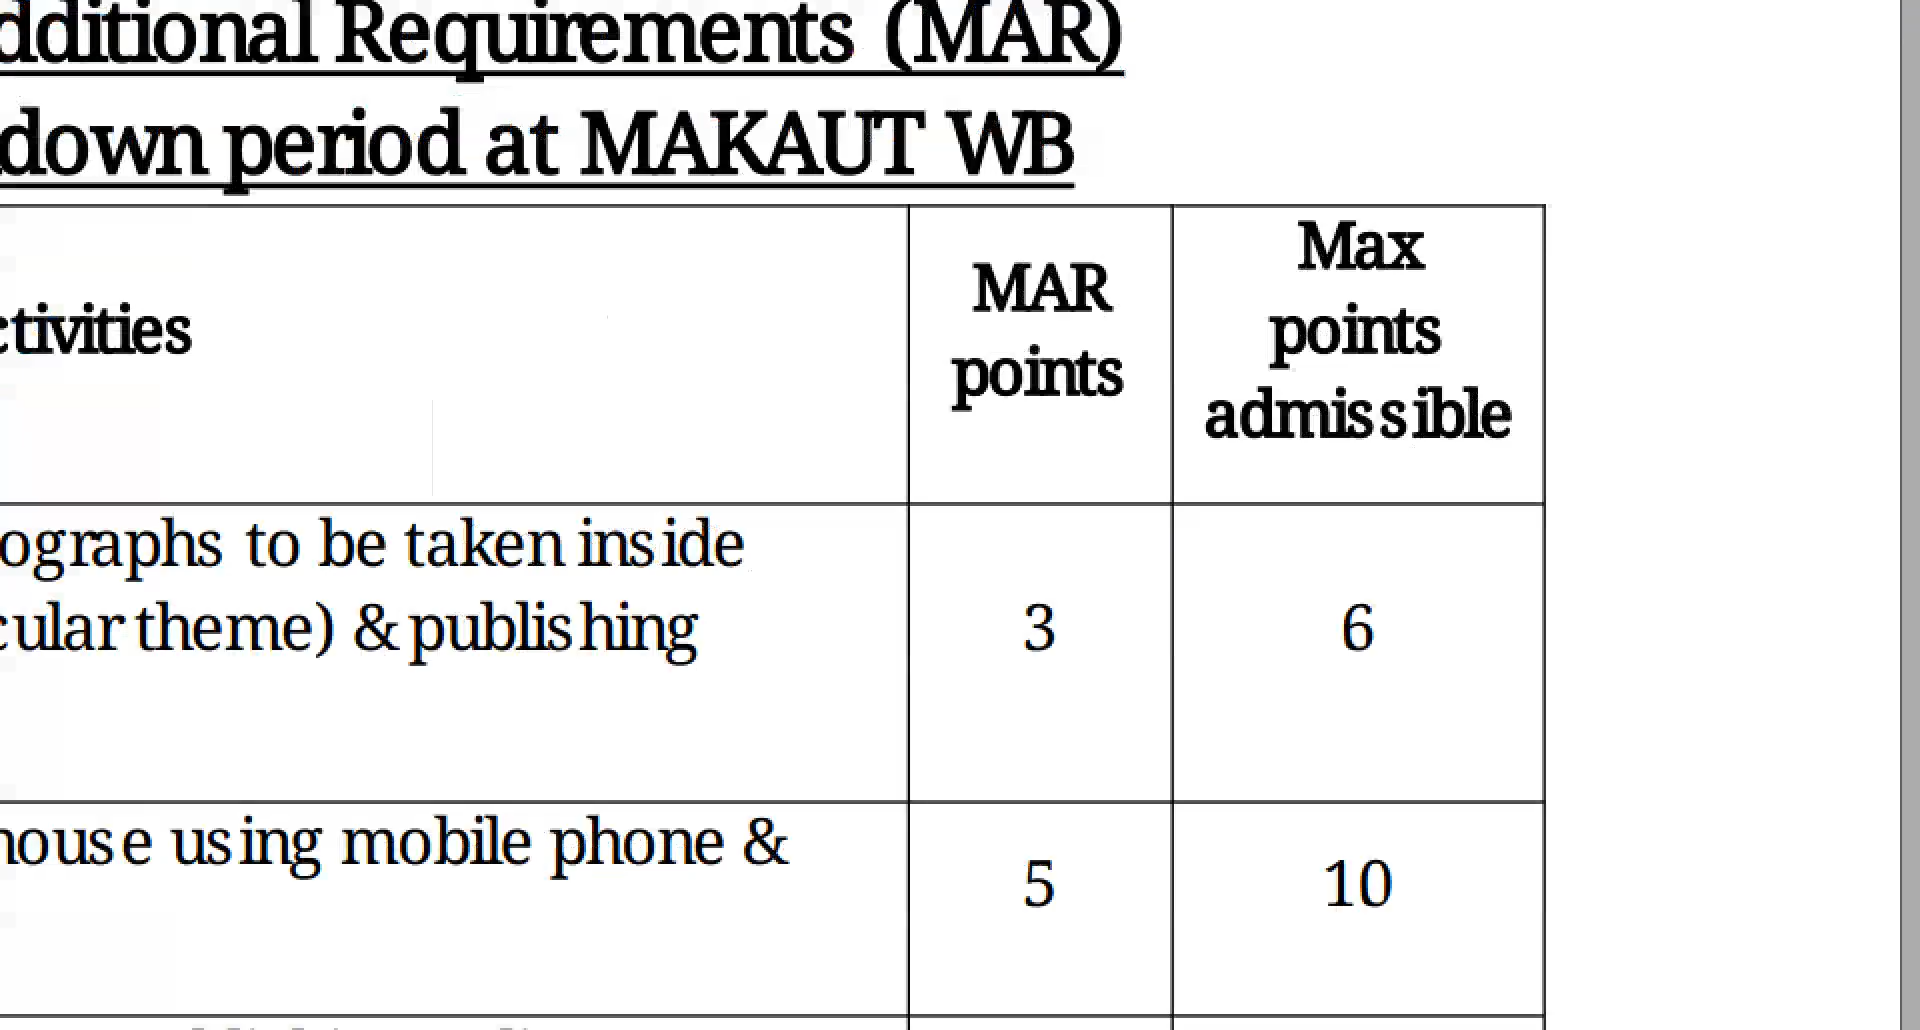 dditional Requirements (MAR)
down period at MAKAUT WB
ctivities
MAR
points
Max
points
admissible
ographs to be taken inside
cular theme) & publishing
3
6
house using mobile phone &
5
10